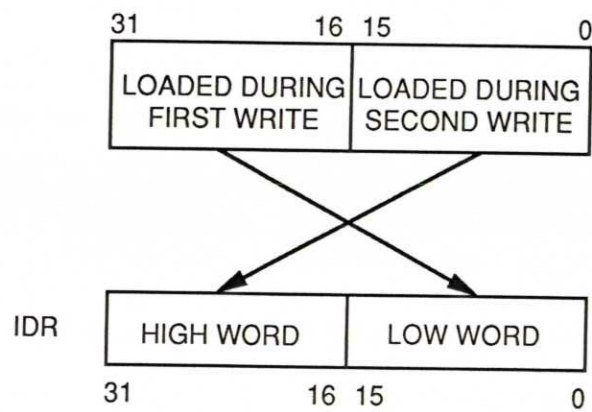 31 16 15 0
LOADED DURING LOADED DURING
FIRST WRITE SECOND WRITE
IDR HIGH WORD LOW WORD
31 16 15 0